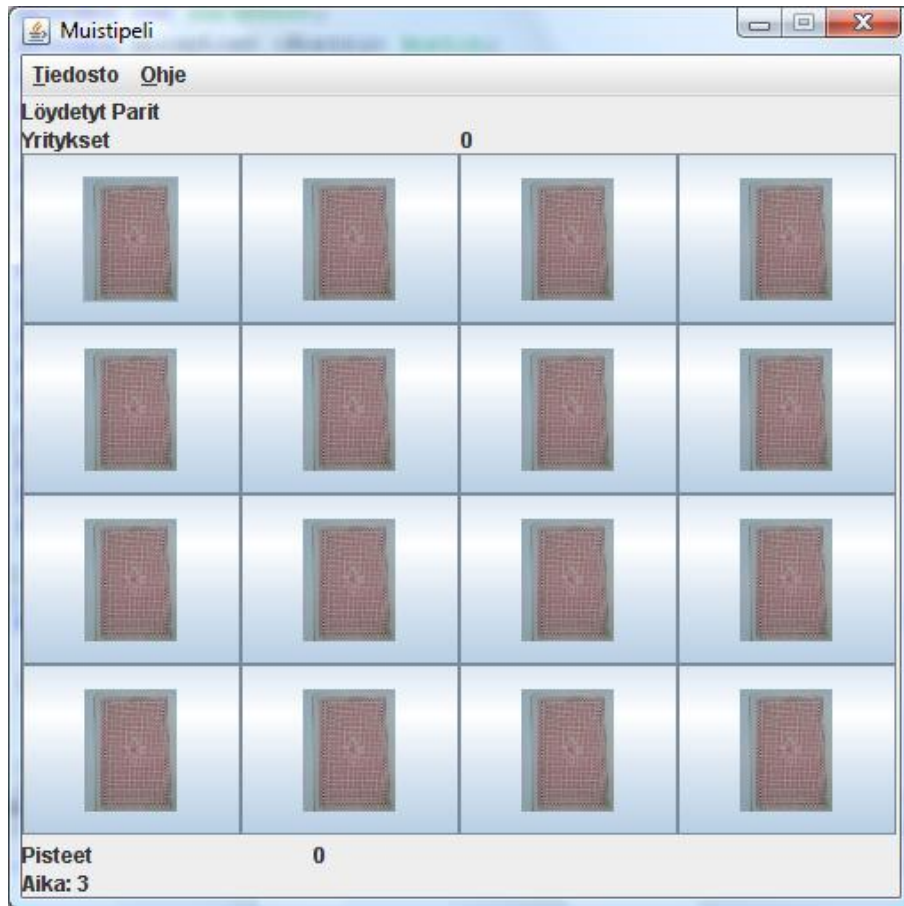 Muistipeli
Tiedosto Ohje
Löydetyt Parit
Yritykset 0
Pisteet 0
Aika: 3